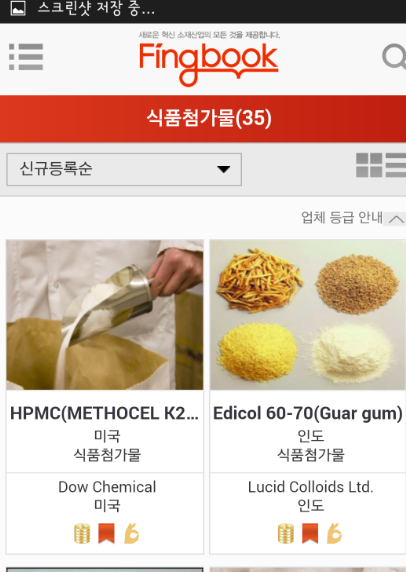 스크린샷 저장 중...
새로운 혁신 소재산업의 모든 것을 제공합니다.
Fingbook
식품첨가물(35)
신규등록순
업체 등급 안내
HPMC(METHOCEL K2...
미국
식품첨가물
Dow Chemical
미국
Edicol 60-70(Guar gum)
인도
식품첨가물
Lucid Colloids Ltd.
인도